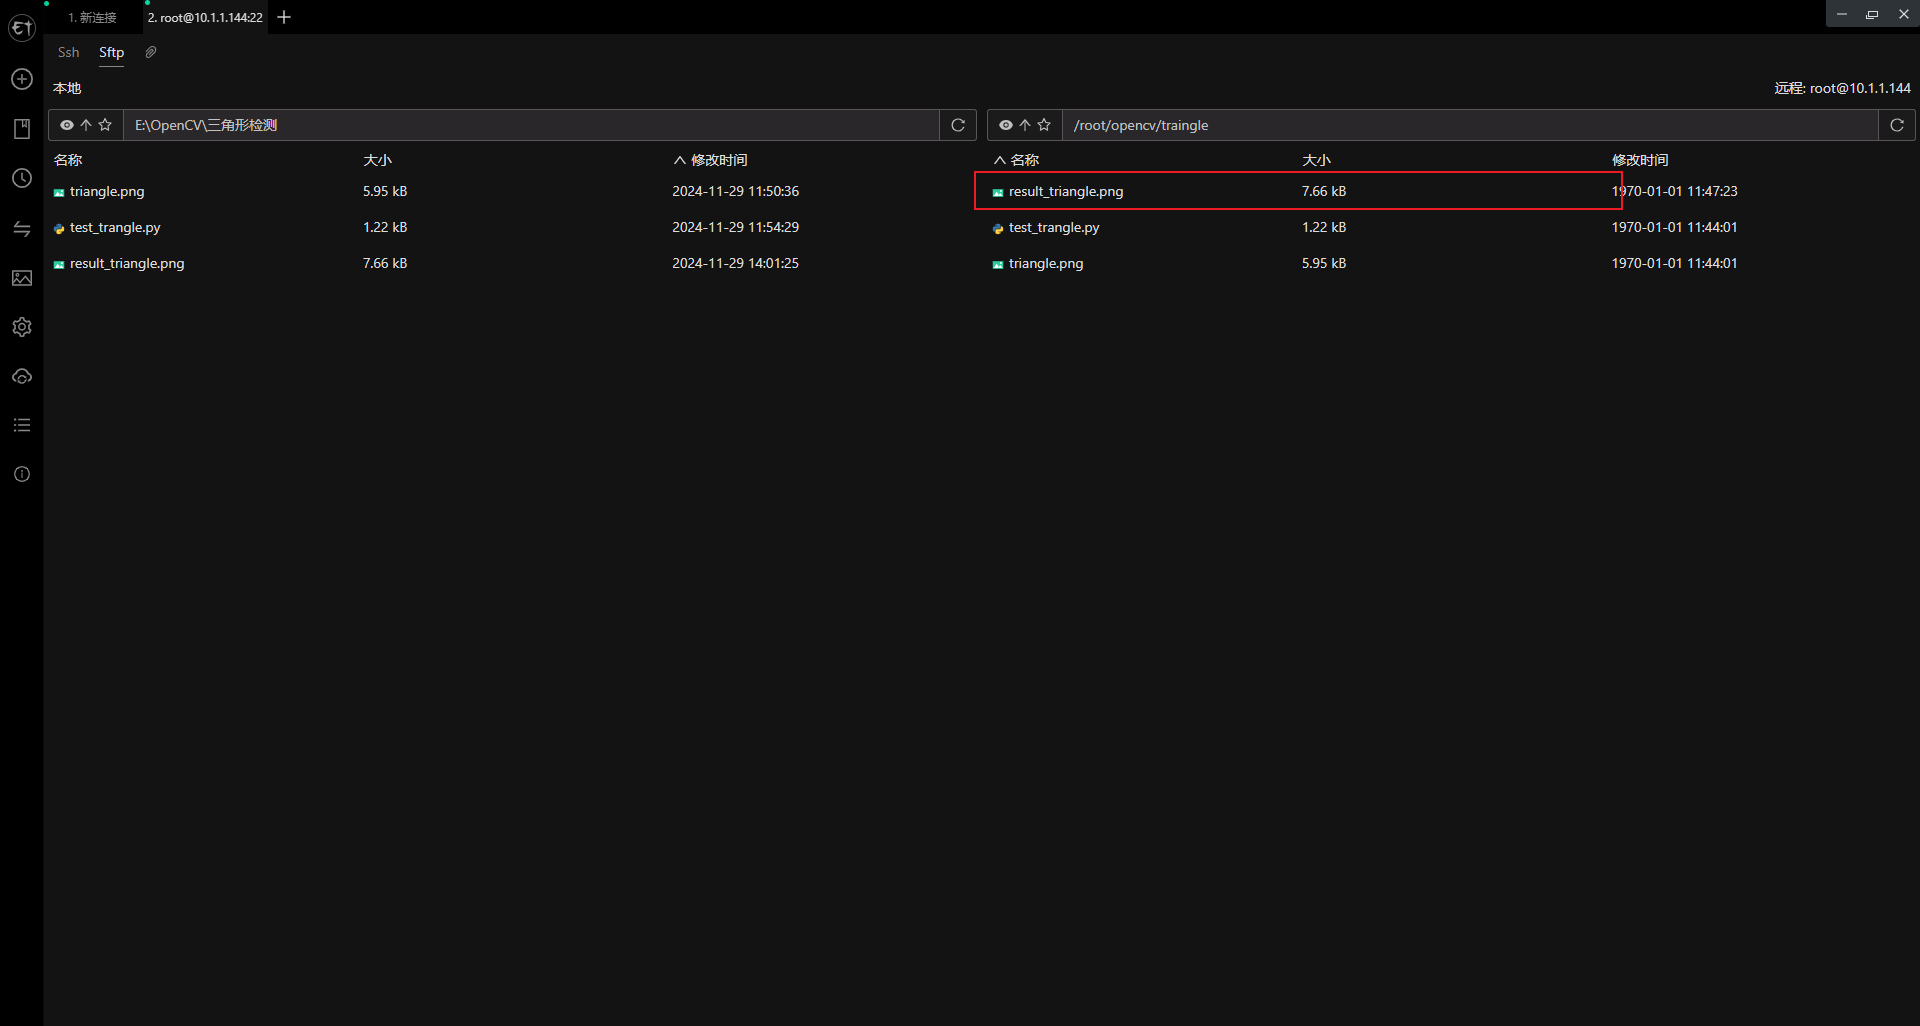 1. 新连接
2. root@10.1.1.144:22
Ssh Sftp
本地
远程: root@10.1.1.144
E:\OpenCV\三角形检测
/root/opencv/traingle
名称 大小 修改时间
triangle.png 5.95 kB 2024-11-29 11:50:36
test_trangle.py 1.22 kB 2024-11-29 11:54:29
result_triangle.png 7.66 kB 2024-11-29 14:01:25
名称 大小 修改时间
result_triangle.png 7.66 kB 1970-01-01 11:47:23
test_trangle.py 1.22 kB 1970-01-01 11:44:01
triangle.png 5.95 kB 1970-01-01 11:44:01